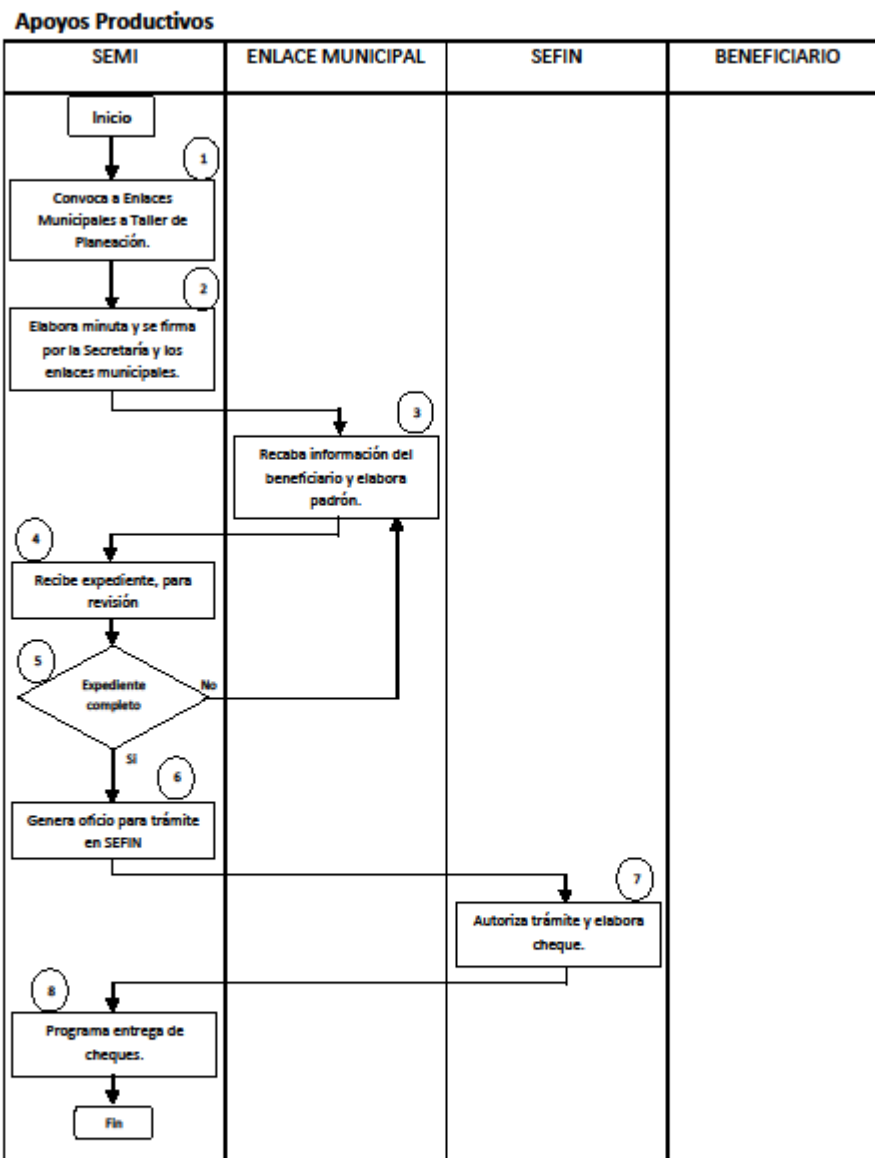 Apoyos Productivos
SEMI
ENLACE MUNICIPAL
SEFIN
BENEFICIARIO
Inicio
1
Convoca a Enlaces
Municipales a Taller de
Planeación.
2
Elabora minuta y se firma
por la Secretaría y los
enlaces municipales.
3
Recaba información del
beneficiario y elabora
padrón.
4
Recibe expediente, para
revisión
5
Expediente
completo
No
Si
6
Genera oficio para trámite
en SEFIN
7
Autoriza trámite y elabora
cheque.
8
Programa entrega de
cheques.
Fin